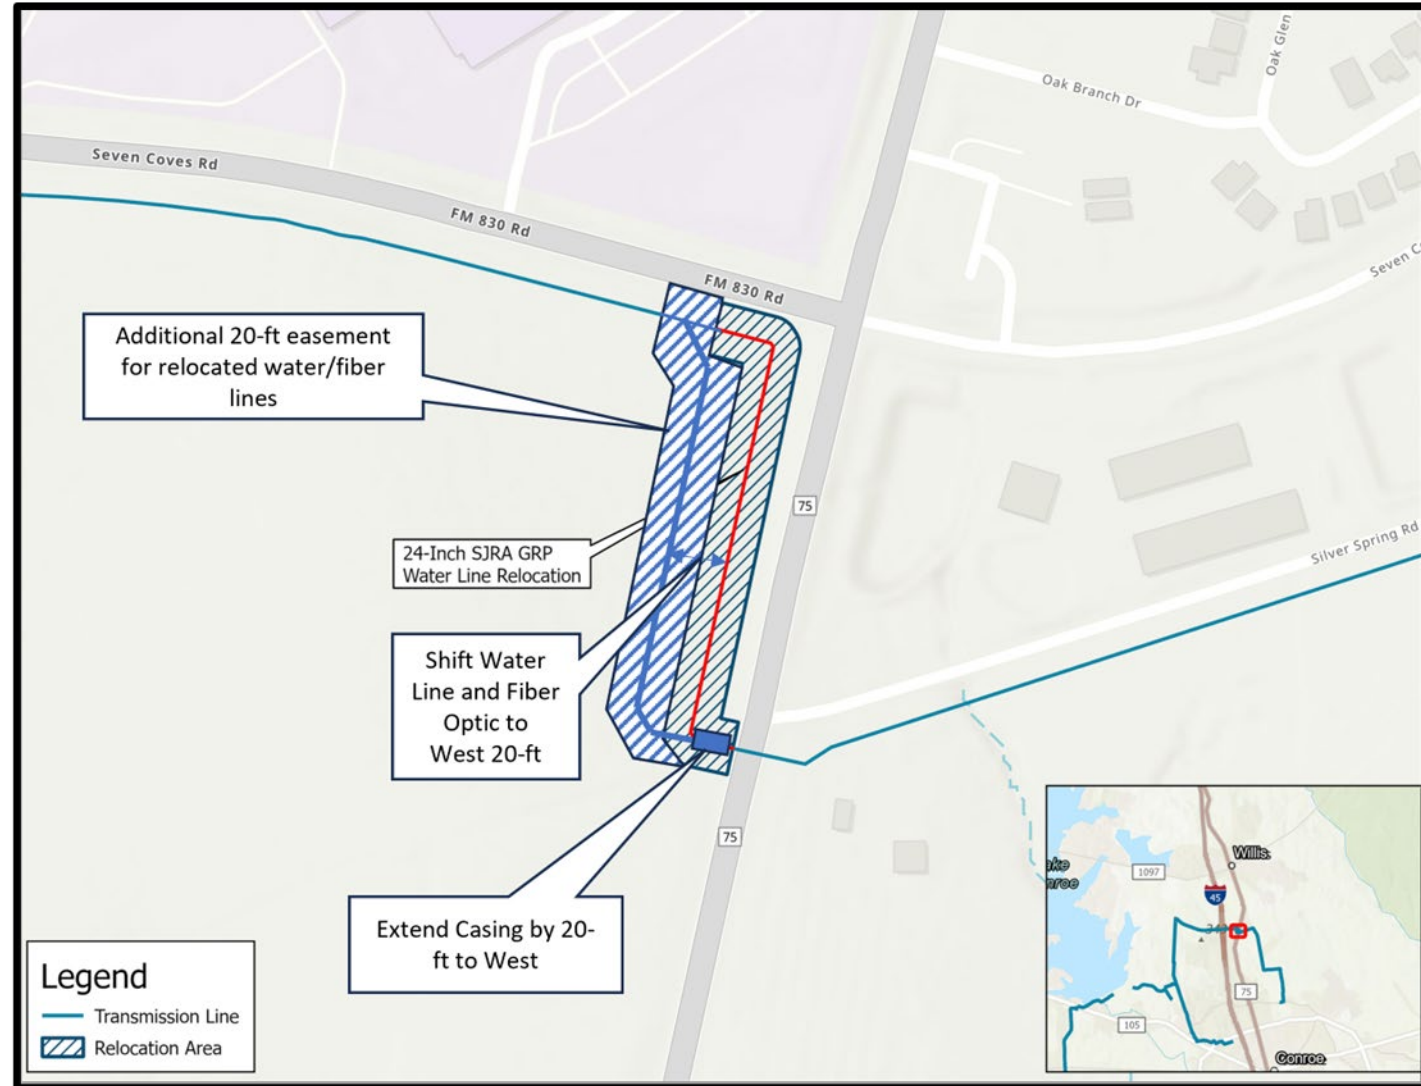 Oak Glen
Oak Branch Dr
Seven Coves Rd
FM 830 Rd
FM 830 Rd
Seven C
Additional 20-ft easement
for relocated water/fiber
lines
75
24-Inch SJRA GRP
Water Line Relocation
Silver Spring Rd
Shift Water
Line and Fiber
Optic to
West 20-ft
75
Extend Casing by 20-
ft to West
Legend
Transmission Line
Relocation Area
Willis
ake
nroe
1097
45
75
105
Conroe